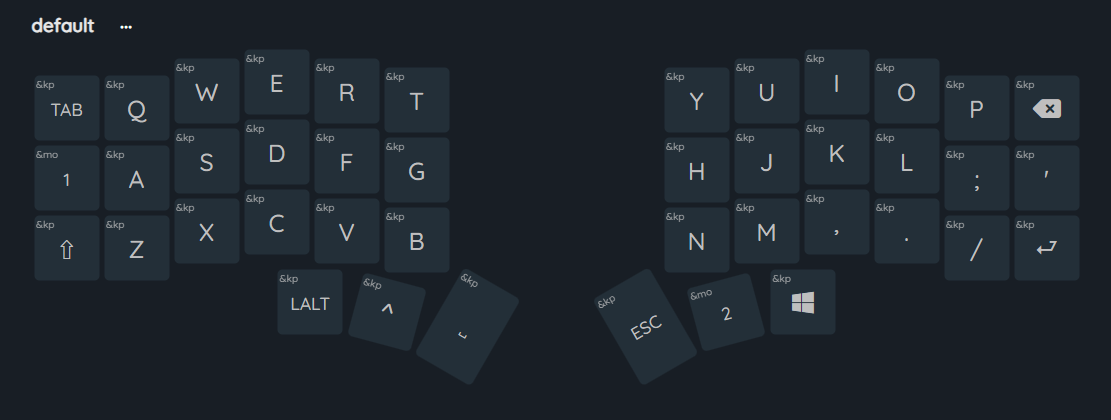 default ...
&kp TAB &kp Q &kp W &kp E &kp R &kp T &kp Y &kp U &kp I &kp O &kp P &kp
&mo 1 &kp A &kp S &kp D &kp F &kp G &kp H &kp J &kp K &kp L &kp ; &kp '
&kp ⇧ &kp Z &kp X &kp C &kp V &kp B &kp N &kp M &kp , &kp . &kp / &kp ⮐
&kp LALT &kp ^ &kp ⎵ &kp ESC &mo 2 &kp